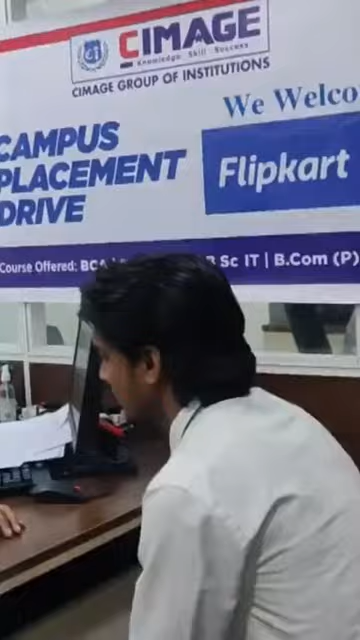 CIMAGE
Knowledge. Skill. Success
CIMAGE GROUP OF INSTITUTIONS
We Welco
CAMPUS
PLACEMENT
DRIVE
Flipkart
Course Offered: BCA Sc IT | B.Com (P)